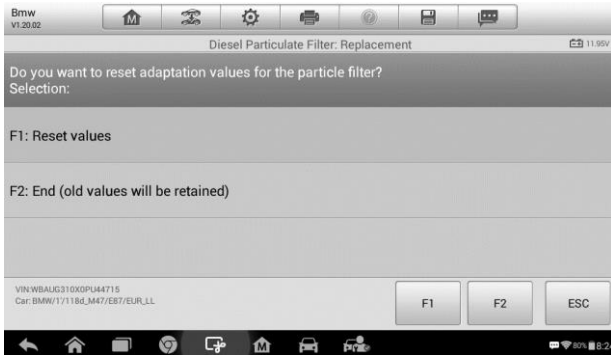 Bmw
V1.20.02
Diesel Particulate Filter: Replacement
11.95V
Do you want to reset adaptation values for the particle filter?
Selection:
F1: Reset values
F2: End (old values will be retained)
VIN:WBAUG310X0PU44715
Car: BMW/1'/118d_M47/E87/EUR_LL
F1
F2
ESC
80%